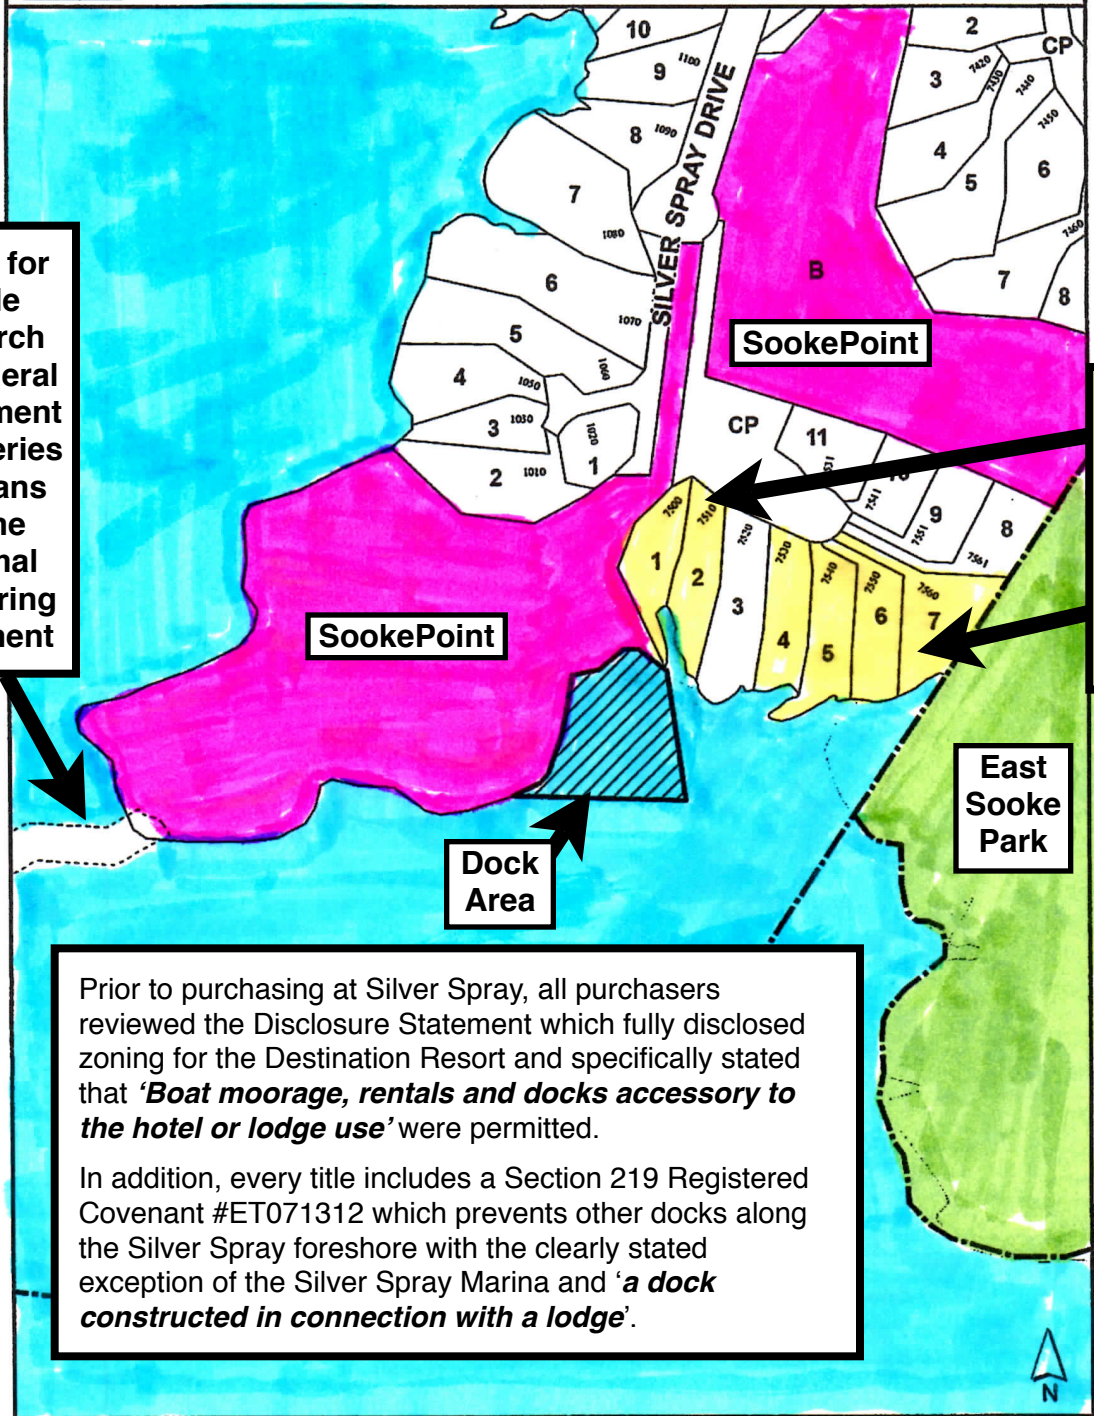 10
9
1100
8
1090
7
1080
6
1070
5
1060
4
1050
3
1030
2
1010
1
1020
SILVER SPRAY DRIVE
2
CP
3
7420
7430
7440
7450
4
5
6
7460
7
8
B
SookePoint
for
le
rch
eral
ment
eries
ans
he
nal
ring
nent
CP
11
7541
9
7551
8
7561
7500
7510
7520
7530
7540
7550
7560
1
2
3
4
5
6
7
SookePoint
East
Sooke
Park
Dock
Area
Prior to purchasing at Silver Spray, all purchasers
reviewed the Disclosure Statement which fully disclosed
zoning for the Destination Resort and specifically stated
that ‘Boat moorage, rentals and docks accessory to
the hotel or lodge use’ were permitted.
In addition, every title includes a Section 219 Registered
Covenant #ET071312 which prevents other docks along
the Silver Spray foreshore with the clearly stated
exception of the Silver Spray Marina and ‘a dock
constructed in connection with a lodge’.
N